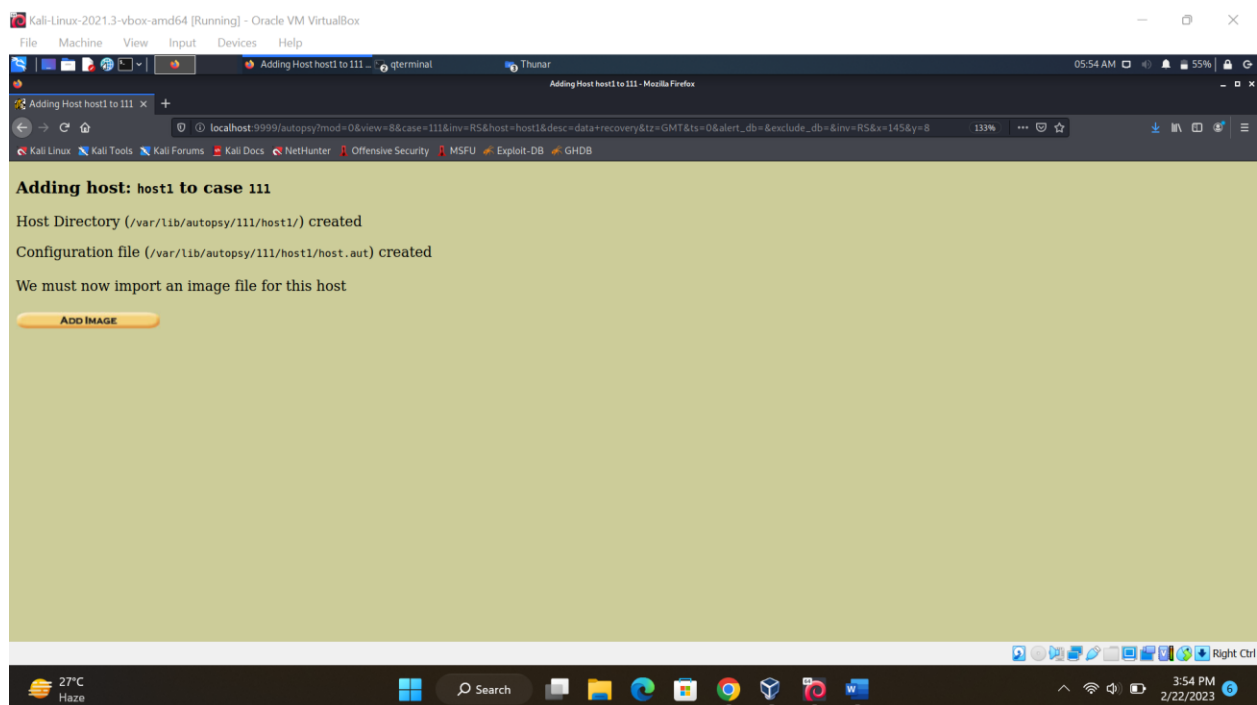 Kali-Linux-2021.3-vbox-amd64 [Running] - Oracle VM VirtualBox
File Machine View Input Devices Help
Adding Host host1 to 111 ... qterminal Thunar 05:54 AM 55%
Adding Host host1 to 111 - Mozilla Firefox
Adding Host host1 to 111
localhost:9999/autopsy?mod=0&view=8&case=111&inv=RS&host=host1&desc=data+recovery&tz=GMT&ts=0&alert_db=&exclude_db=&inv=RS&x=145&y=8 133%
Kali Linux Kali Tools Kali Forums Kali Docs NetHunter Offensive Security MSFU Exploit-DB GHDB
Adding host: host1 to case 111
Host Directory (/var/lib/autopsy/111/host1/) created
Configuration file (/var/lib/autopsy/111/host1/host.aut) created
We must now import an image file for this host
ADD IMAGE
Right Ctrl
27°C
Haze
Search
3:54 PM
2/22/2023
6